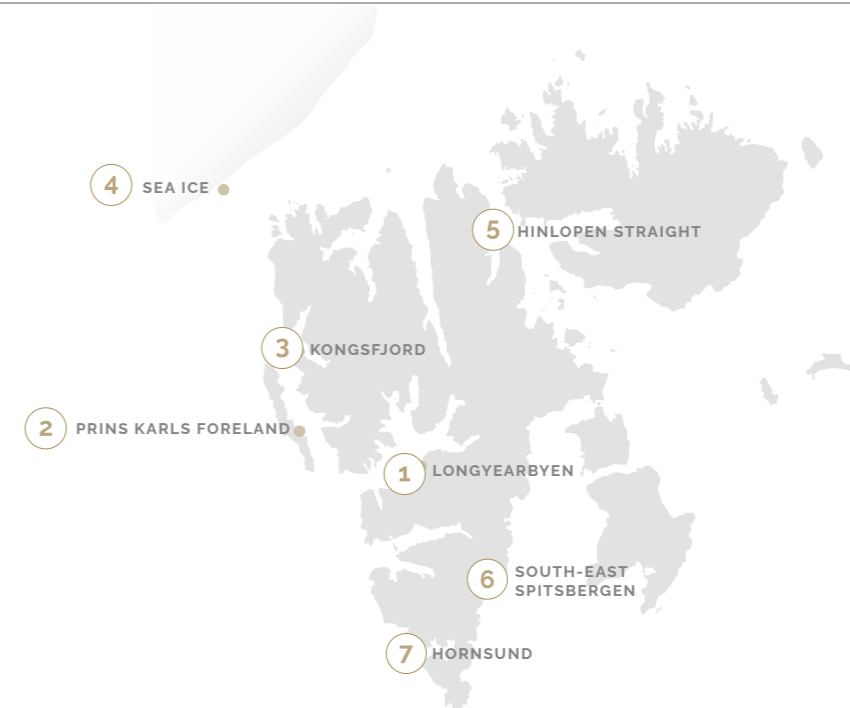 4 SEA ICE
5 HINLOPEN STRAIGHT
3 KONGSFJORD
2 PRINS KARLS FORELAND
1 LONGYEARBYEN
6 SOUTH-EAST
SPITSBERGEN
7 HORNSUND